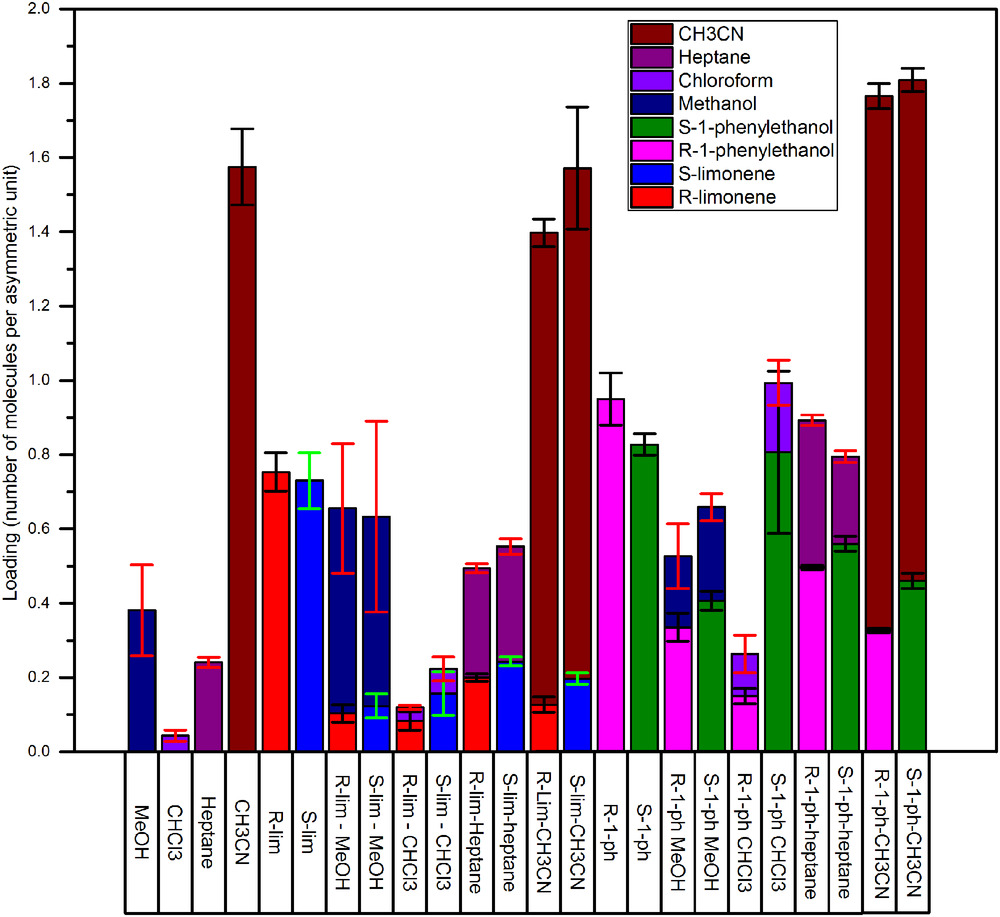 2.0
1.8
1.6
1.4
1.2
1.0
0.8
0.6
0.4
0.2
0.0
Loading (number of molecules per asymmetric unit)
CH3CN
Heptane
Chloroform
Methanol
S-1-phenylethanol
R-1-phenylethanol
S-limonene
R-limonene
MeOH
CHCl3
Heptane
CH3CN
R-lim
S-lim
R-lim - MeOH
S-lim - MeOH
R-lim - CHCl3
S-lim - CHCl3
R-lim-Heptane
S-lim-heptane
R-Lim-CH3CN
S-lim-CH3CN
R-1-ph
S-1-ph
R-1-ph MeOH
S-1-ph MeOH
R-1-ph CHCl3
S-1-ph CHCl3
R-1-ph-heptane
S-1-ph-heptane
R-1-ph-CH3CN
S-1-ph-CH3CN